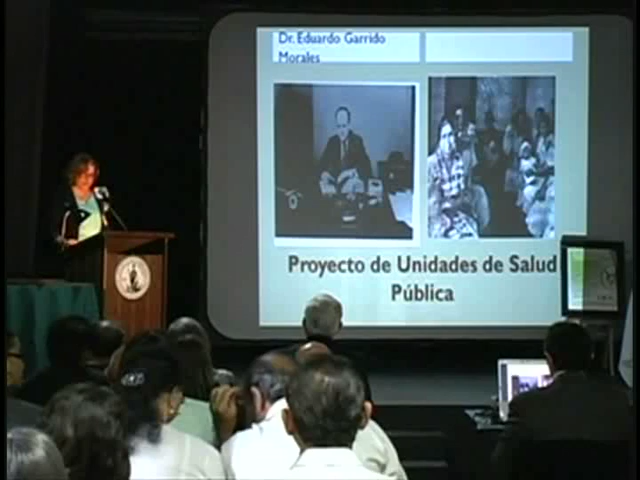 Dr. Eduardo Garrido
Morales
Proyecto de Unidades de Salud
Pública